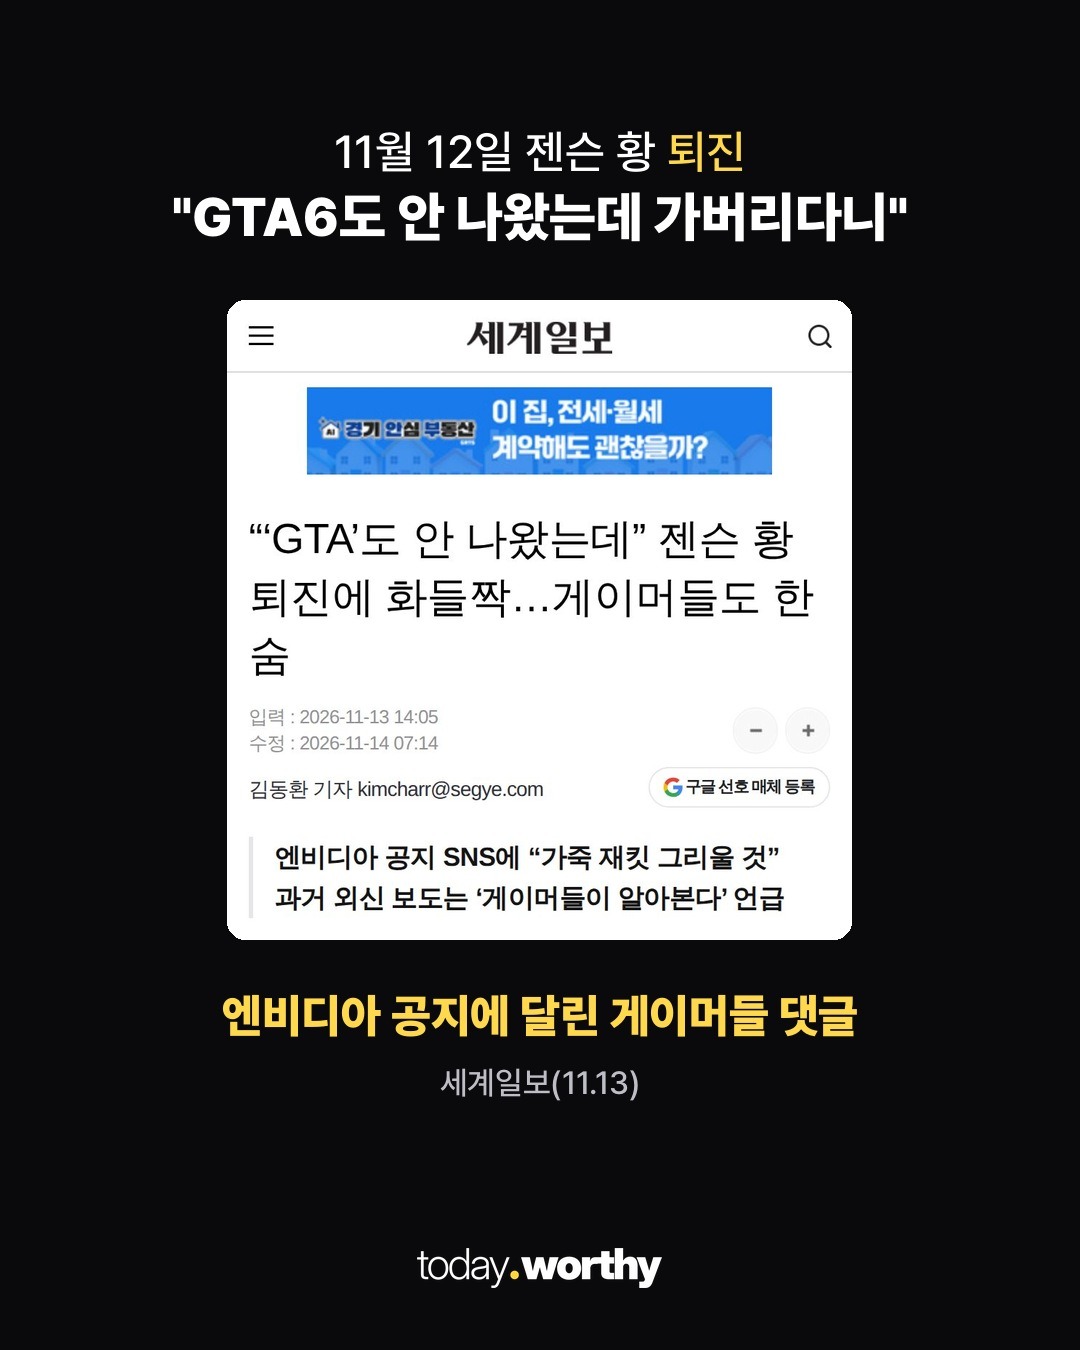 11월 12일 젠슨 황 퇴진
"GTA6도 안 나왔는데 가버리다니"
세계일보
AI 경기 안심 부동산
이 집, 전세·월세
계약해도 괜찮을까?
“‘GTA’도 안 나왔는데” 젠슨 황
퇴진에 화들짝…게이머들도 한
숨
입력 : 2026-11-13 14:05
수정 : 2026-11-14 07:14
김동환 기자 kimcharr@segye.com
구글 선호 매체 등록
엔비디아 공지 SNS에 “가죽 재킷 그리울 것”
과거 외신 보도는 ‘게이머들이 알아본다’ 언급
엔비디아 공지에 달린 게이머들 댓글
세계일보(11.13)
today.worthy